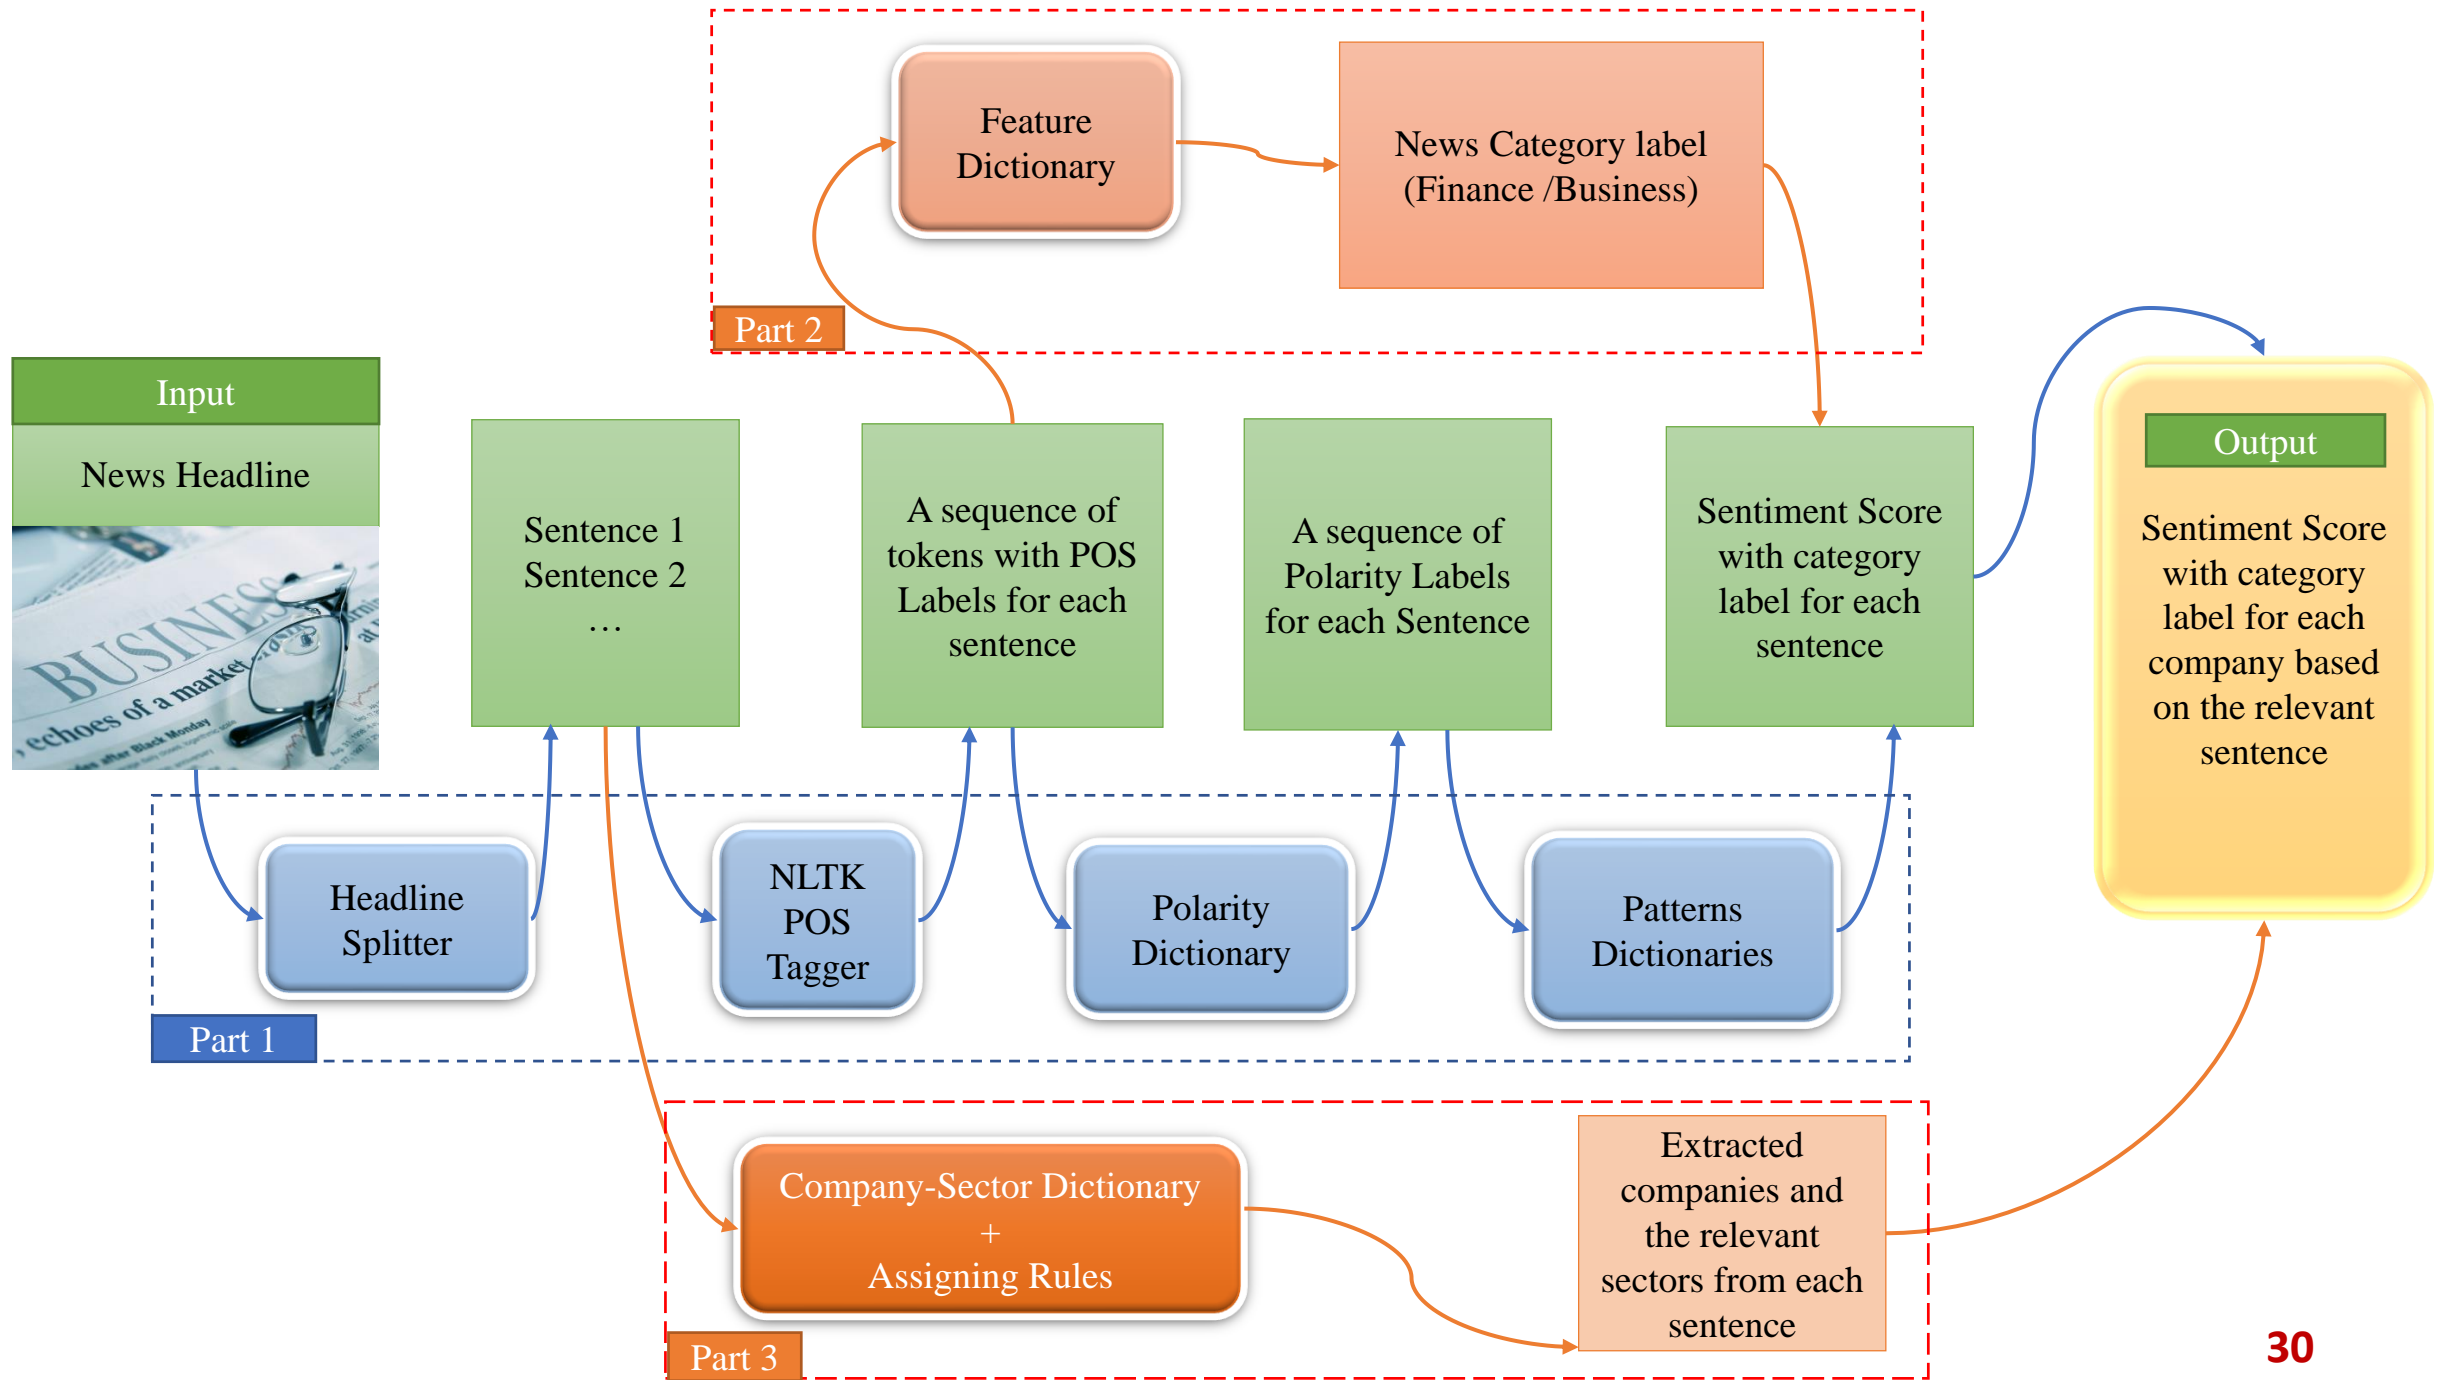 Feature
Dictionary
News Category label
(Finance /Business)
Part 2
Input
News Headline
BUSINESS
echoes of a market
after Black Monday
Sentence 1
Sentence 2
…
A sequence of
tokens with POS
Labels for each
sentence
A sequence of
Polarity Labels
for each Sentence
Sentiment Score
with category
label for each
sentence
Output
Sentiment Score
with category
label for each
company based
on the relevant
sentence
Headline
Splitter
NLTK
POS
Tagger
Polarity
Dictionary
Patterns
Dictionaries
Part 1
Company-Sector Dictionary
+
Assigning Rules
Extracted
companies and
the relevant
sectors from each
sentence
Part 3
30